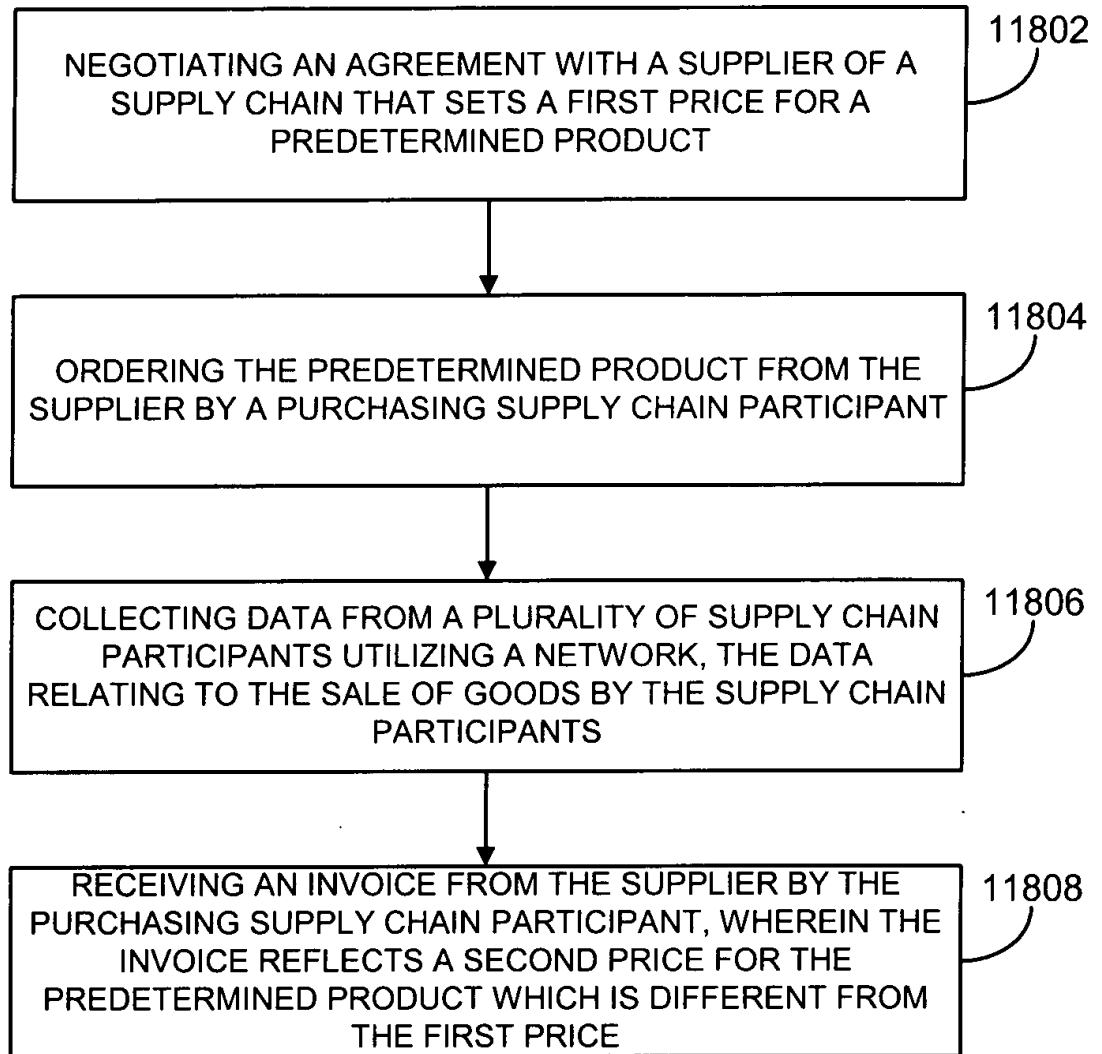 11802
NEGOTIATING AN AGREEMENT WITH A SUPPLIER OF A
SUPPLY CHAIN THAT SETS A FIRST PRICE FOR A
PREDETERMINED PRODUCT
11804
ORDERING THE PREDETERMINED PRODUCT FROM THE
SUPPLIER BY A PURCHASING SUPPLY CHAIN PARTICIPANT
11806
COLLECTING DATA FROM A PLURALITY OF SUPPLY CHAIN
PARTICIPANTS UTILIZING A NETWORK, THE DATA
RELATING TO THE SALE OF GOODS BY THE SUPPLY CHAIN
PARTICIPANTS
11808
RECEIVING AN INVOICE FROM THE SUPPLIER BY THE
PURCHASING SUPPLY CHAIN PARTICIPANT, WHEREIN THE
INVOICE REFLECTS A SECOND PRICE FOR THE
PREDETERMINED PRODUCT WHICH IS DIFFERENT FROM
THE FIRST PRICE